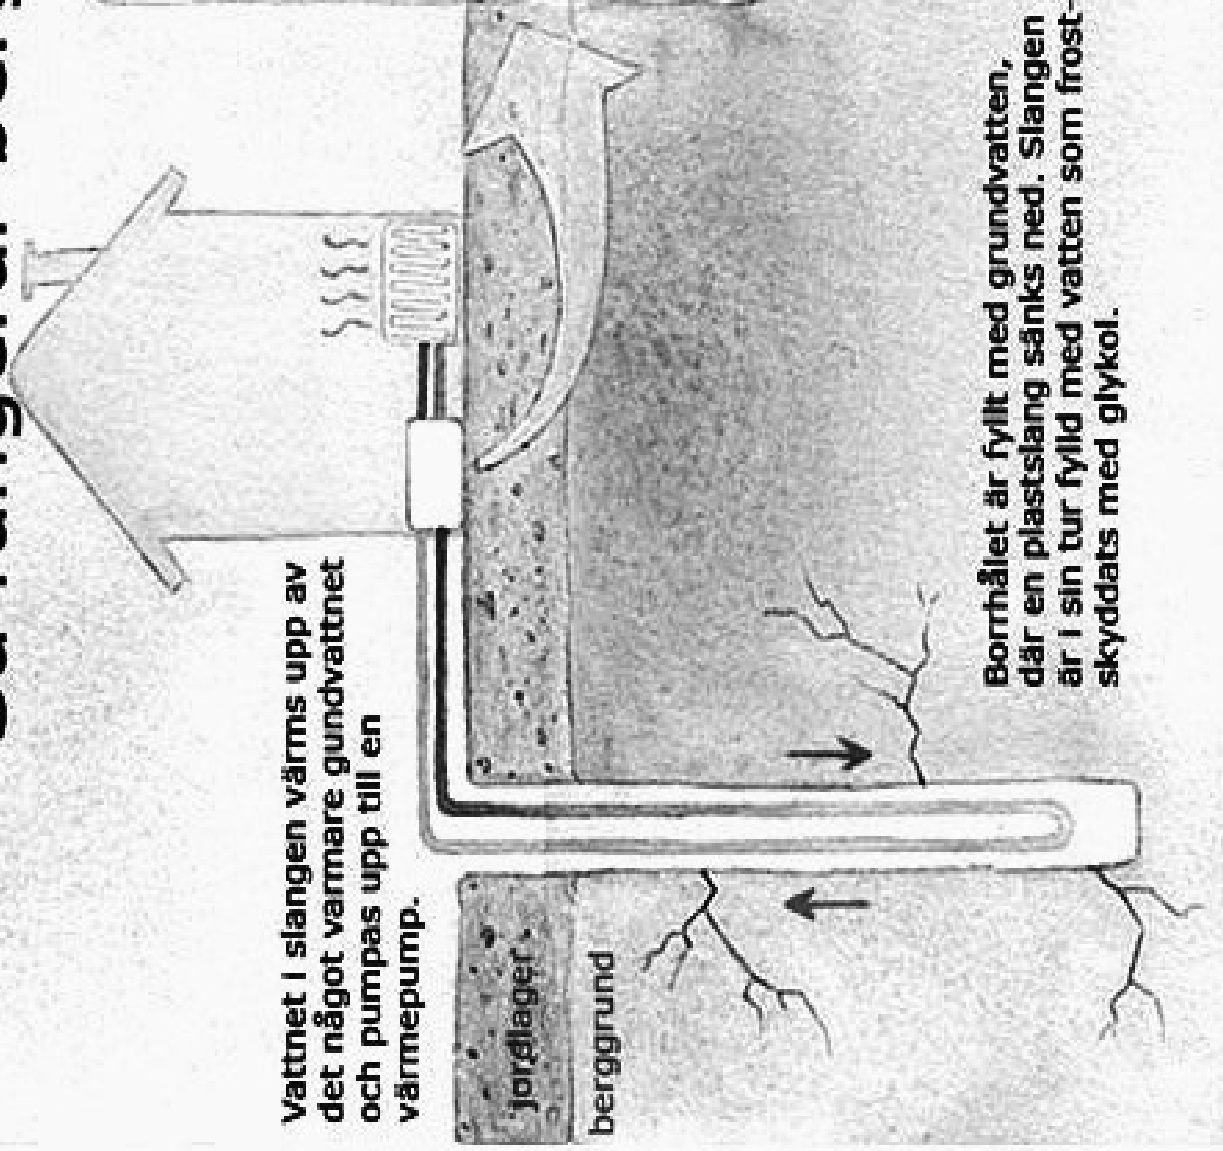 Vattnet i slangen värms upp av
det något varmare gundvattnet
och pumpas upp till en
värmepump.
jordlager
berggrund
Borrhålet är fyllt med grundvatten,
där en plastslang sänks ned. Slangen
är i sin tur fylld med vatten som frost-
skyddats med glykol.